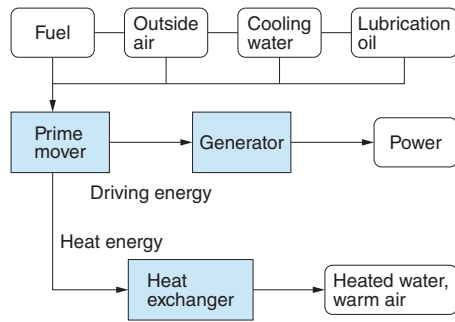 Fuel
Outside
air
Cooling
water
Lubrication
oil
Prime
mover
Generator
Power
Driving energy
Heat energy
Heat
exchanger
Heated water,
warm air